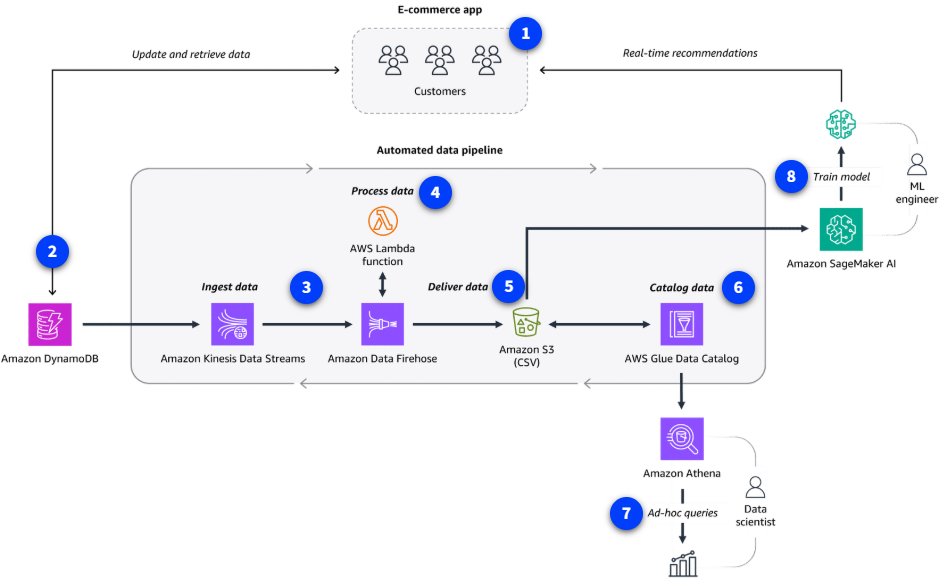 E-commerce app
1
Update and retrieve data
Real-time recommendations
Customers
Automated data pipeline
8
Train model
ML
engineer
Process data
4
AWS Lambda
function
2
Ingest data
3
Deliver data
5
Catalog data
6
Amazon SageMaker AI
Amazon DynamoDB
Amazon Kinesis Data Streams
Amazon Data Firehose
Amazon S3
(CSV)
AWS Glue Data Catalog
Amazon Athena
7
Ad-hoc queries
Data
scientist